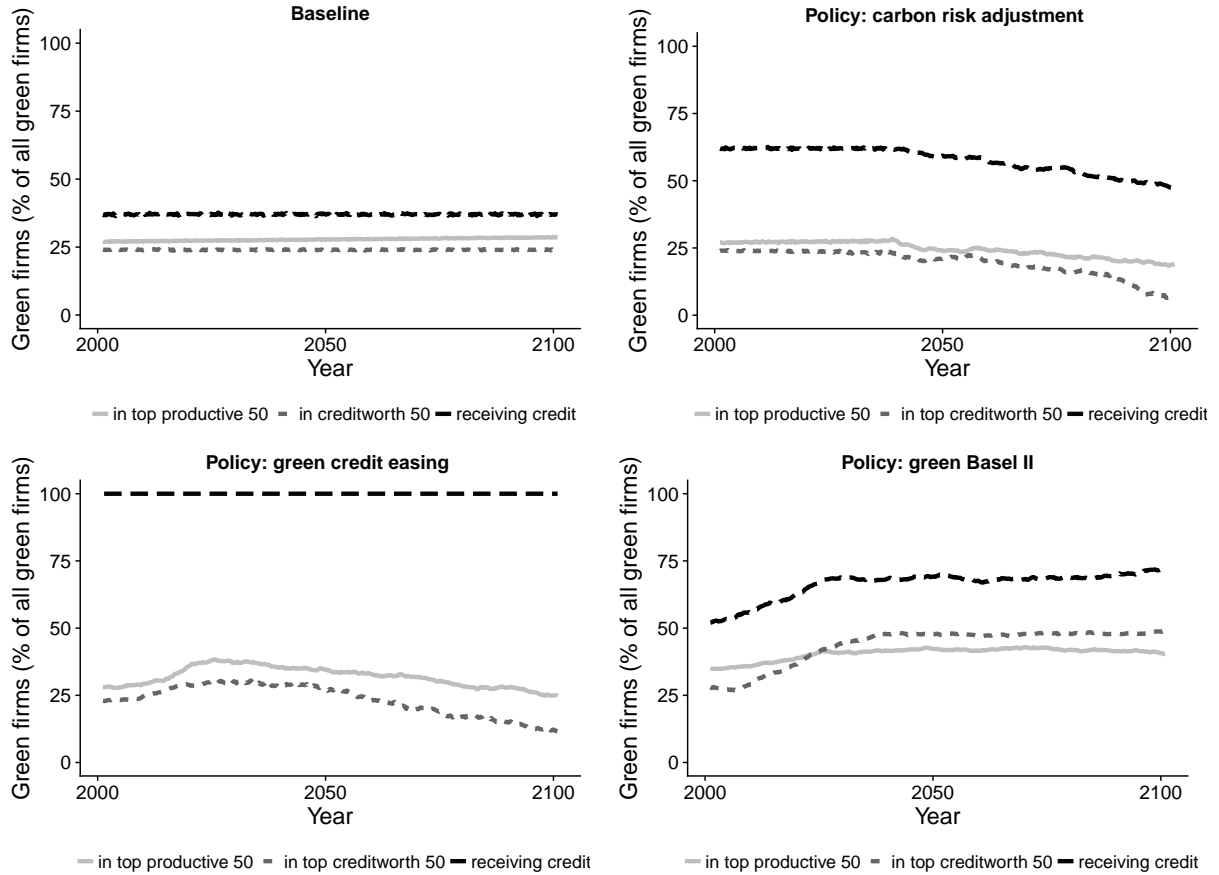 Baseline
Green firms (% of all green firms)
100
75
50
25
0
2000 2050 2100
Year
in top productive 50 in creditworth 50 receiving credit
Policy: carbon risk adjustment
Green firms (% of all green firms)
100
75
50
25
0
2000 2050 2100
Year
in top productive 50 in top creditworth 50 receiving credit
Policy: green credit easing
Green firms (% of all green firms)
100
75
50
25
0
2000 2050 2100
Year
in top productive 50 in top creditworth 50 receiving credit
Policy: green Basel II
Green firms (% of all green firms)
100
75
50
25
0
2000 2050 2100
Year
in top productive 50 in top creditworth 50 receiving credit